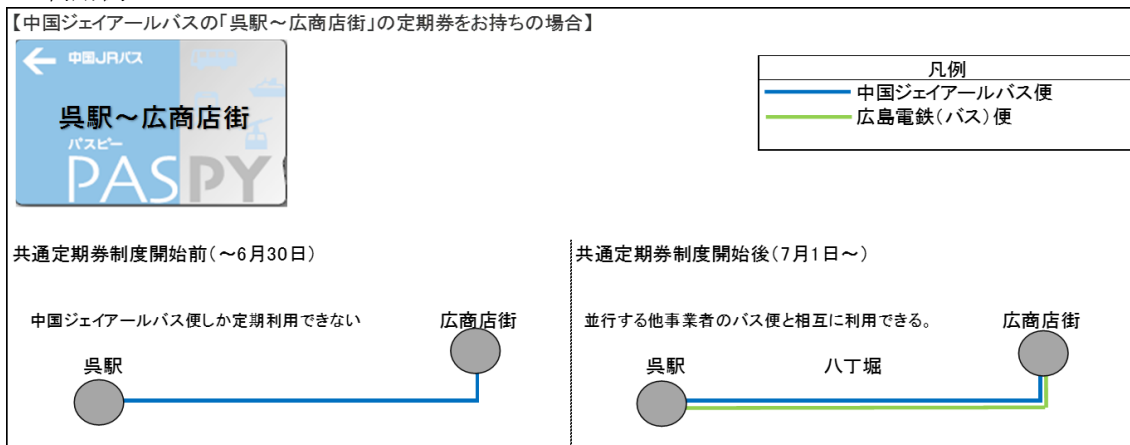 【中国ジェイアールバスの「呉駅～広商店街」の定期券をお持ちの場合】
中国JRバス
呉駅～広商店街
パスピー
PASPY
凡例
中国ジェイアールバス便
広島電鉄(バス)便
共通定期券制度開始前(～6月30日)
中国ジェイアールバス便しか定期利用できない
広商店街
呉駅
共通定期券制度開始後(7月1日～)
並行する他事業者のバス便と相互に利用できる。
広商店街
呉駅
八丁堀